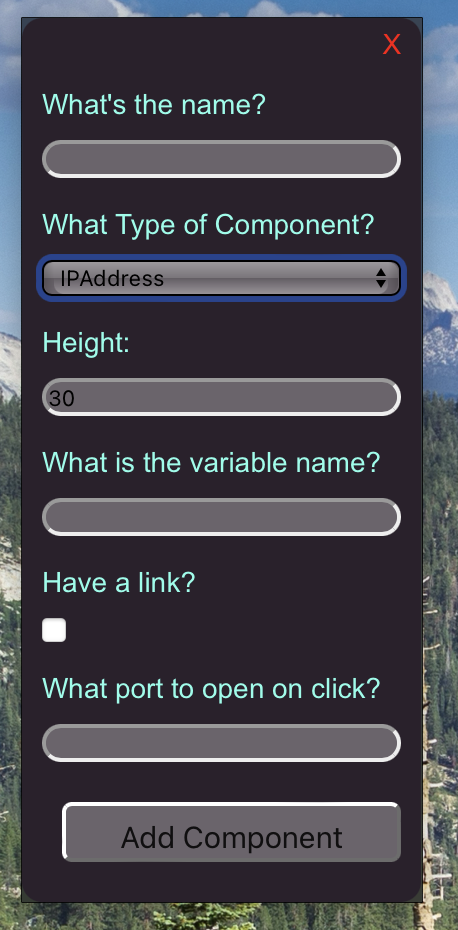 X
What's the name?
What Type of Component?
IPAddress
Height:
30
What is the variable name?
Have a link?
What port to open on click?
Add Component